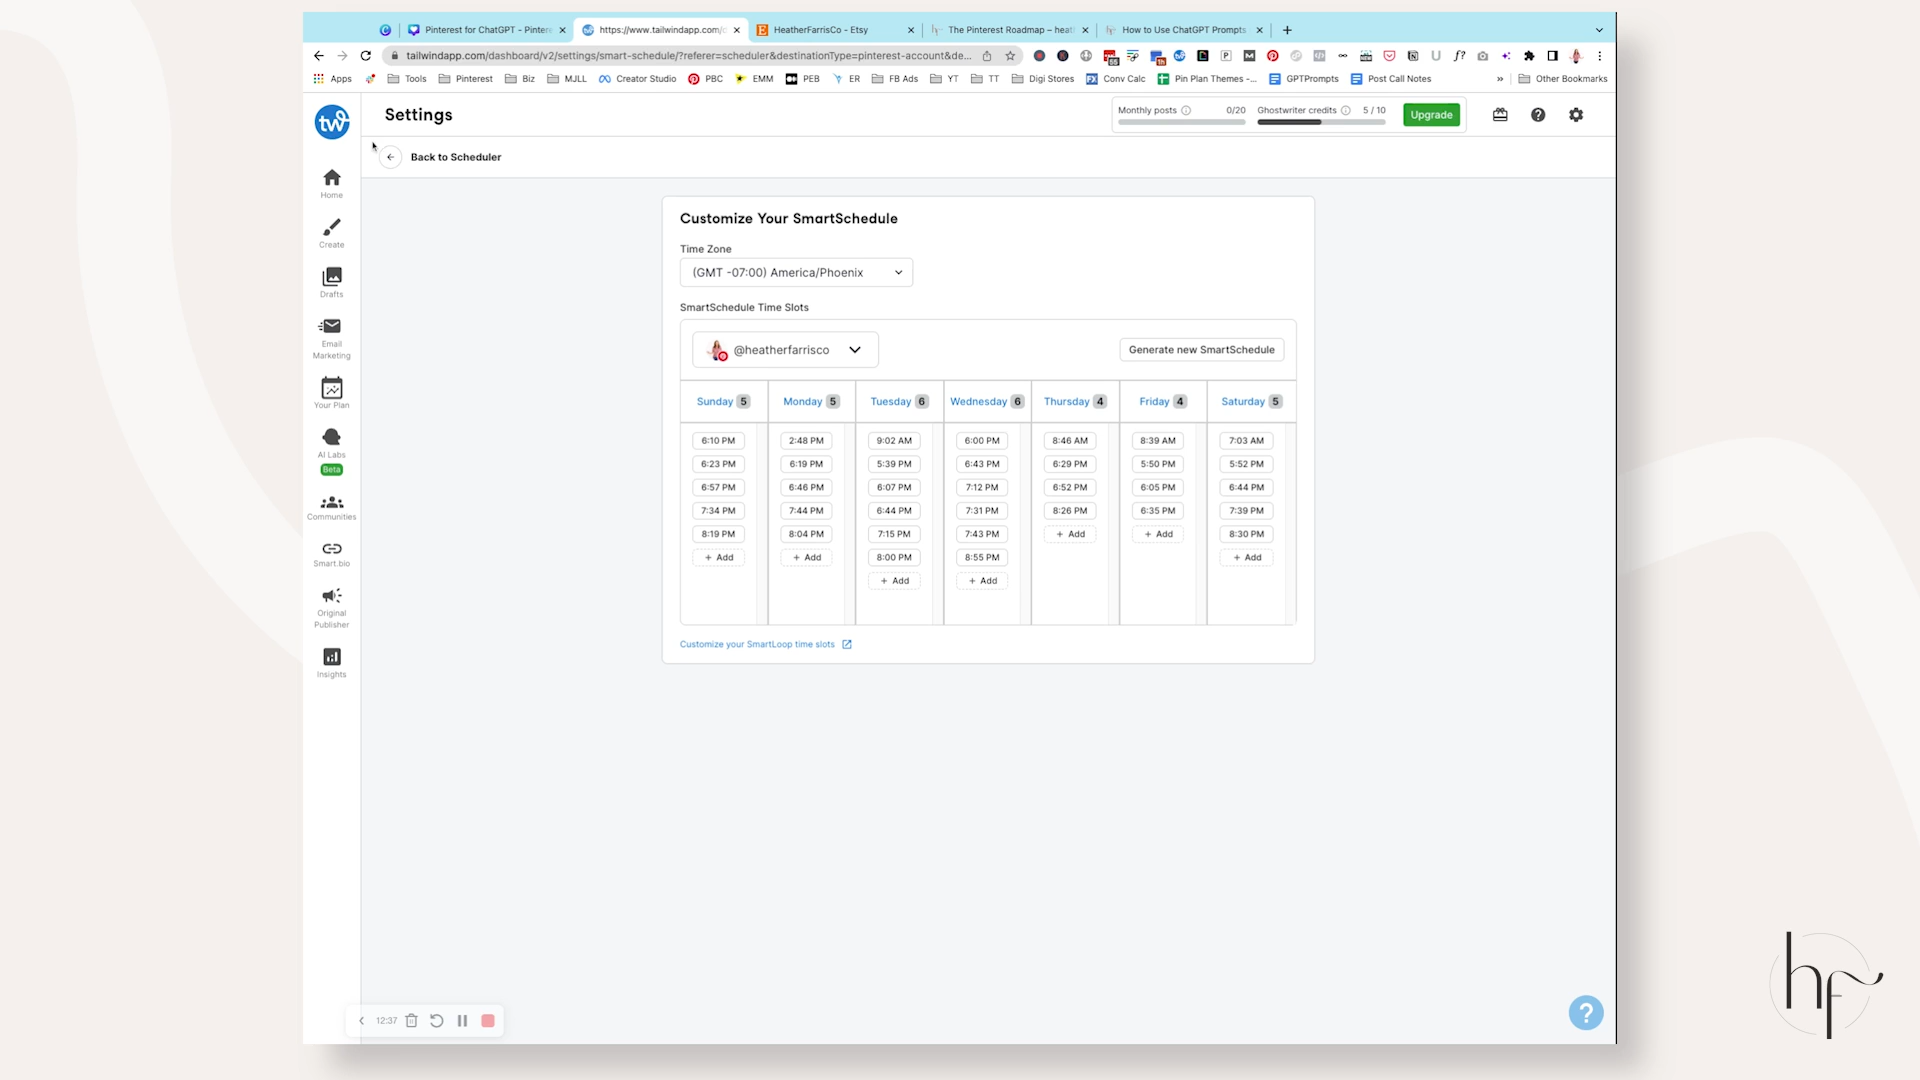 Pinterest for ChatGPT - Pintere
https://www.tailwindapp.com/
HeatherFarrisCo - Etsy
The Pinterest Roadmap – heat
How to Use ChatGPT Prompts
tailwindapp.com/dashboard/v2/settings/smart-schedule/?referer=scheduler&destinationType=pinterest-account&de...
Apps
Tools
Pinterest
Biz
MJLL
Creator Studio
PBC
EMM
PEB
ER
FB Ads
YT
TT
Digi Stores
Conv Calc
Pin Plan Themes -...
GPTPrompts
Post Call Notes
»
Other Bookmarks
tw
Settings
Monthly posts 0/20
Ghostwriter credits 5 / 10
Upgrade
Back to Scheduler
Home
Create
Drafts
Email
Marketing
Your Plan
AI Labs
Beta
Communities
Smart.bio
Original
Publisher
Insights
Customize Your SmartSchedule
Time Zone
(GMT -07:00) America/Phoenix
SmartSchedule Time Slots
@heatherfarrisco
Generate new SmartSchedule
Sunday 5 Monday 5 Tuesday 6 Wednesday 6 Thursday 4 Friday 4 Saturday 5
6:10 PM 2:48 PM 9:02 AM 6:00 PM 8:46 AM 8:39 AM 7:03 AM
6:23 PM 6:19 PM 5:39 PM 6:43 PM 6:29 PM 5:50 PM 5:52 PM
6:57 PM 6:46 PM 6:07 PM 7:12 PM 6:52 PM 6:05 PM 6:44 PM
7:34 PM 7:44 PM 6:44 PM 7:31 PM 8:26 PM 6:35 PM 7:39 PM
8:19 PM 8:04 PM 7:15 PM 7:43 PM + Add + Add 8:30 PM
+ Add + Add 8:00 PM 8:55 PM + Add
+ Add + Add
Customize your SmartLoop time slots
12:37
?
hf